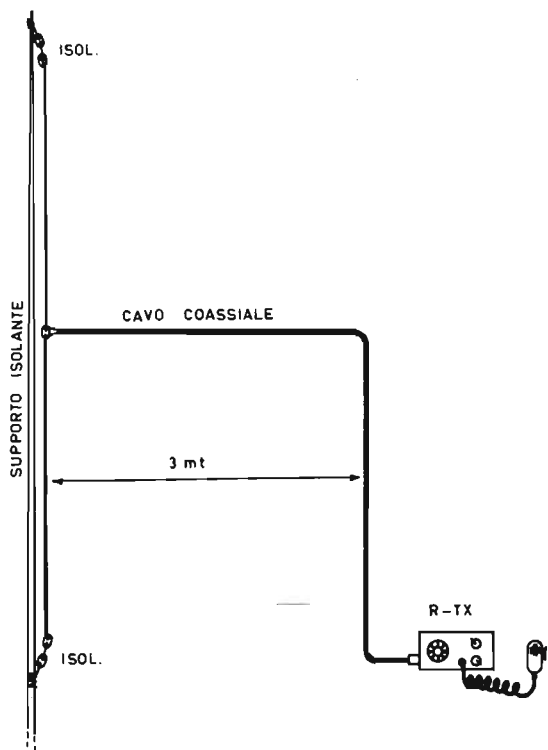 ISOL.
CAVO COASSIALE
SUPPORTO ISOLANTE
3 mt
R-TX
ISOL.